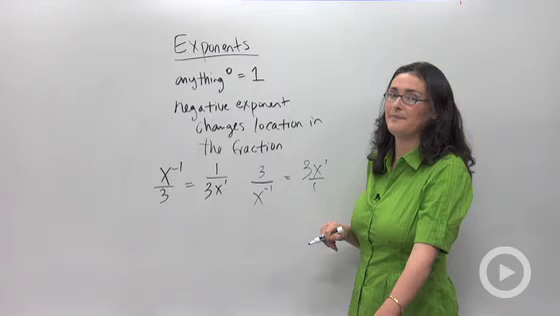 Exponents
anything⁰ = 1
negative exponent
changes location in
the fraction
x⁻¹/3 = 1/3x¹ 3/x⁻¹ = 3x¹/1